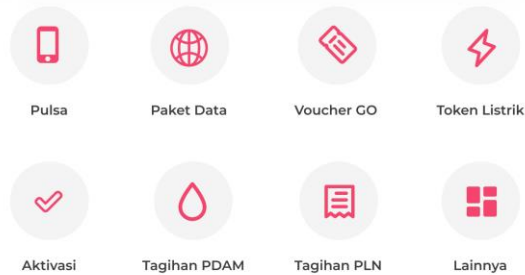 Pulsa
Paket Data
Voucher GO
Token Listrik
Aktivasi
Tagihan PDAM
Tagihan PLN
Lainnya